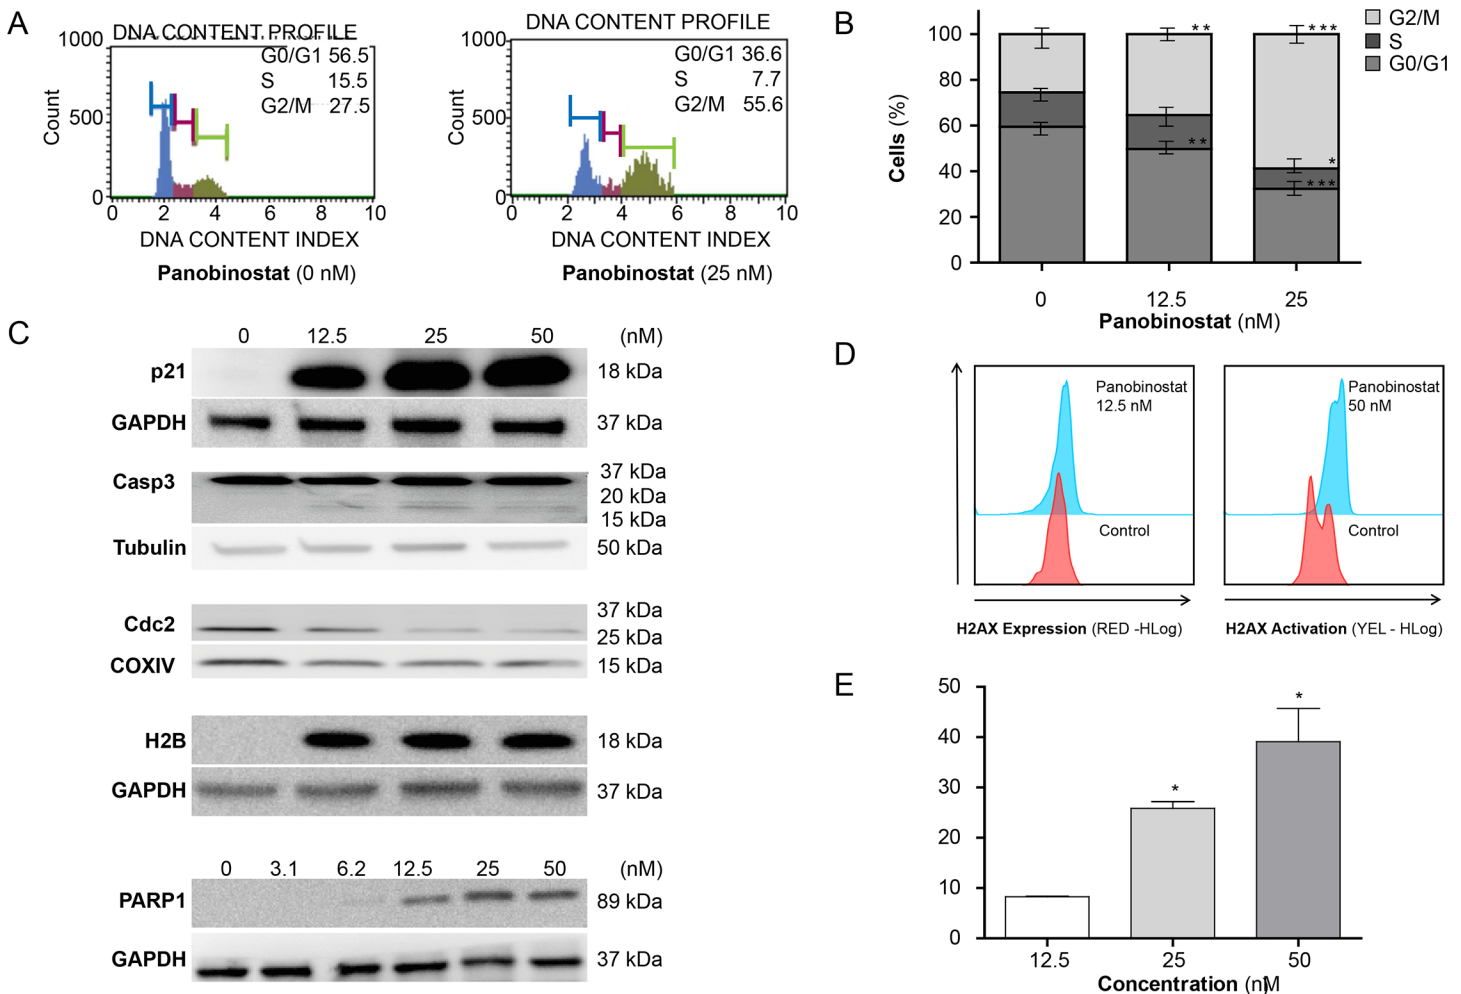 A
DNA CONTENT PROFILE
1000
500
0
Count
G0/G1 56.5
S 15.5
G2/M 27.5
0 2 4 6 8 10
DNA CONTENT INDEX
Panobinostat (0 nM)
DNA CONTENT PROFILE
1000
500
0
Count
G0/G1 36.6
S 7.7
G2/M 55.6
0 2 4 6 8 10
DNA CONTENT INDEX
Panobinostat (25 nM)
B
G2/M
S
G0/G1
100
80
60
40
20
0
Cells (%)
**
**
***
*
***
0 12.5 25
Panobinostat (nM)
C
0 12.5 25 50 (nM)
p21 18 kDa
GAPDH 37 kDa
Casp3
37 kDa
20 kDa
15 kDa
Tubulin 50 kDa
Cdc2
37 kDa
25 kDa
COXIV 15 kDa
H2B 18 kDa
GAPDH 37 kDa
0 3.1 6.2 12.5 25 50 (nM)
PARP1 89 kDa
GAPDH 37 kDa
D
Panobinostat
12.5 nM
Control
H2AX Expression (RED -HLog)
Panobinostat
50 nM
Control
H2AX Activation (YEL - HLog)
E
50
40
30
20
10
0
*
*
12.5 25 50
Concentration (nM